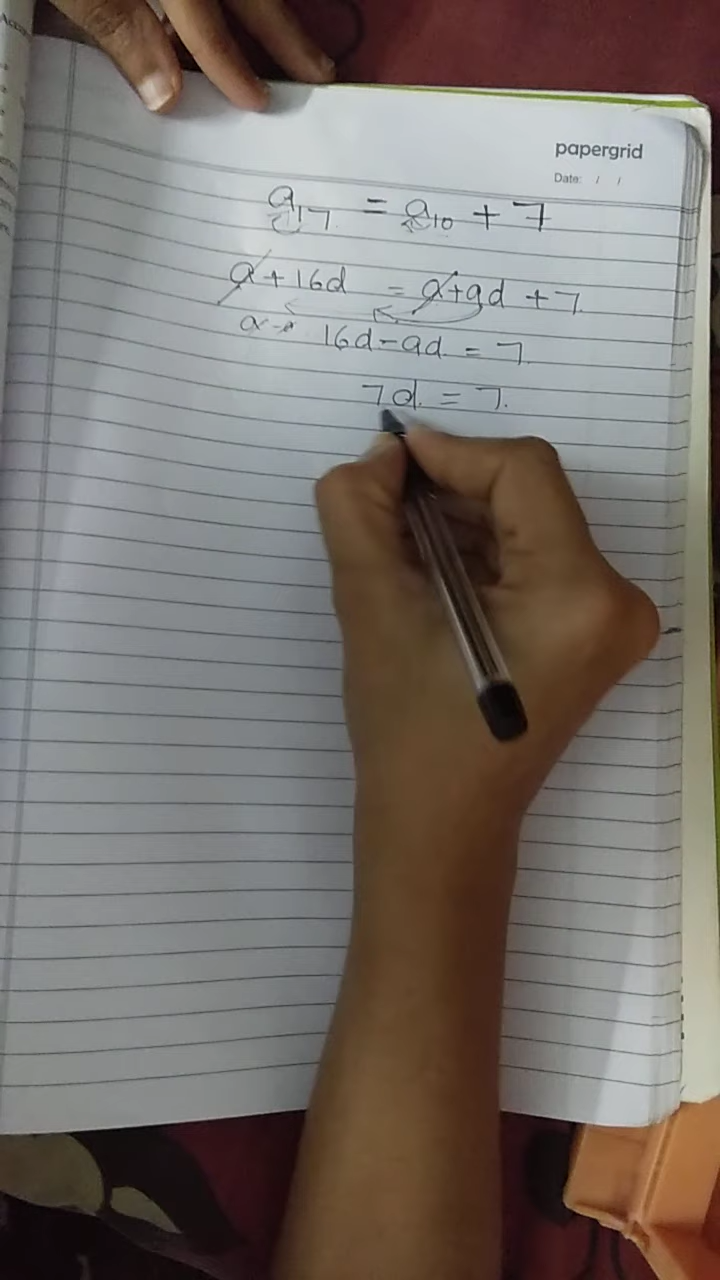 papergrid
Date: / /
a17 = a10 + 7
a + 16d = a + 9d + 7
16d - 9d = 7
7d = 7